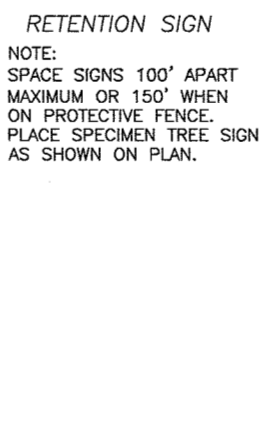 RETENTION SIGN
NOTE:
SPACE SIGNS 100' APART
MAXIMUM OR 150' WHEN
ON PROTECTIVE FENCE.
PLACE SPECIMEN TREE SIGN
AS SHOWN ON PLAN.